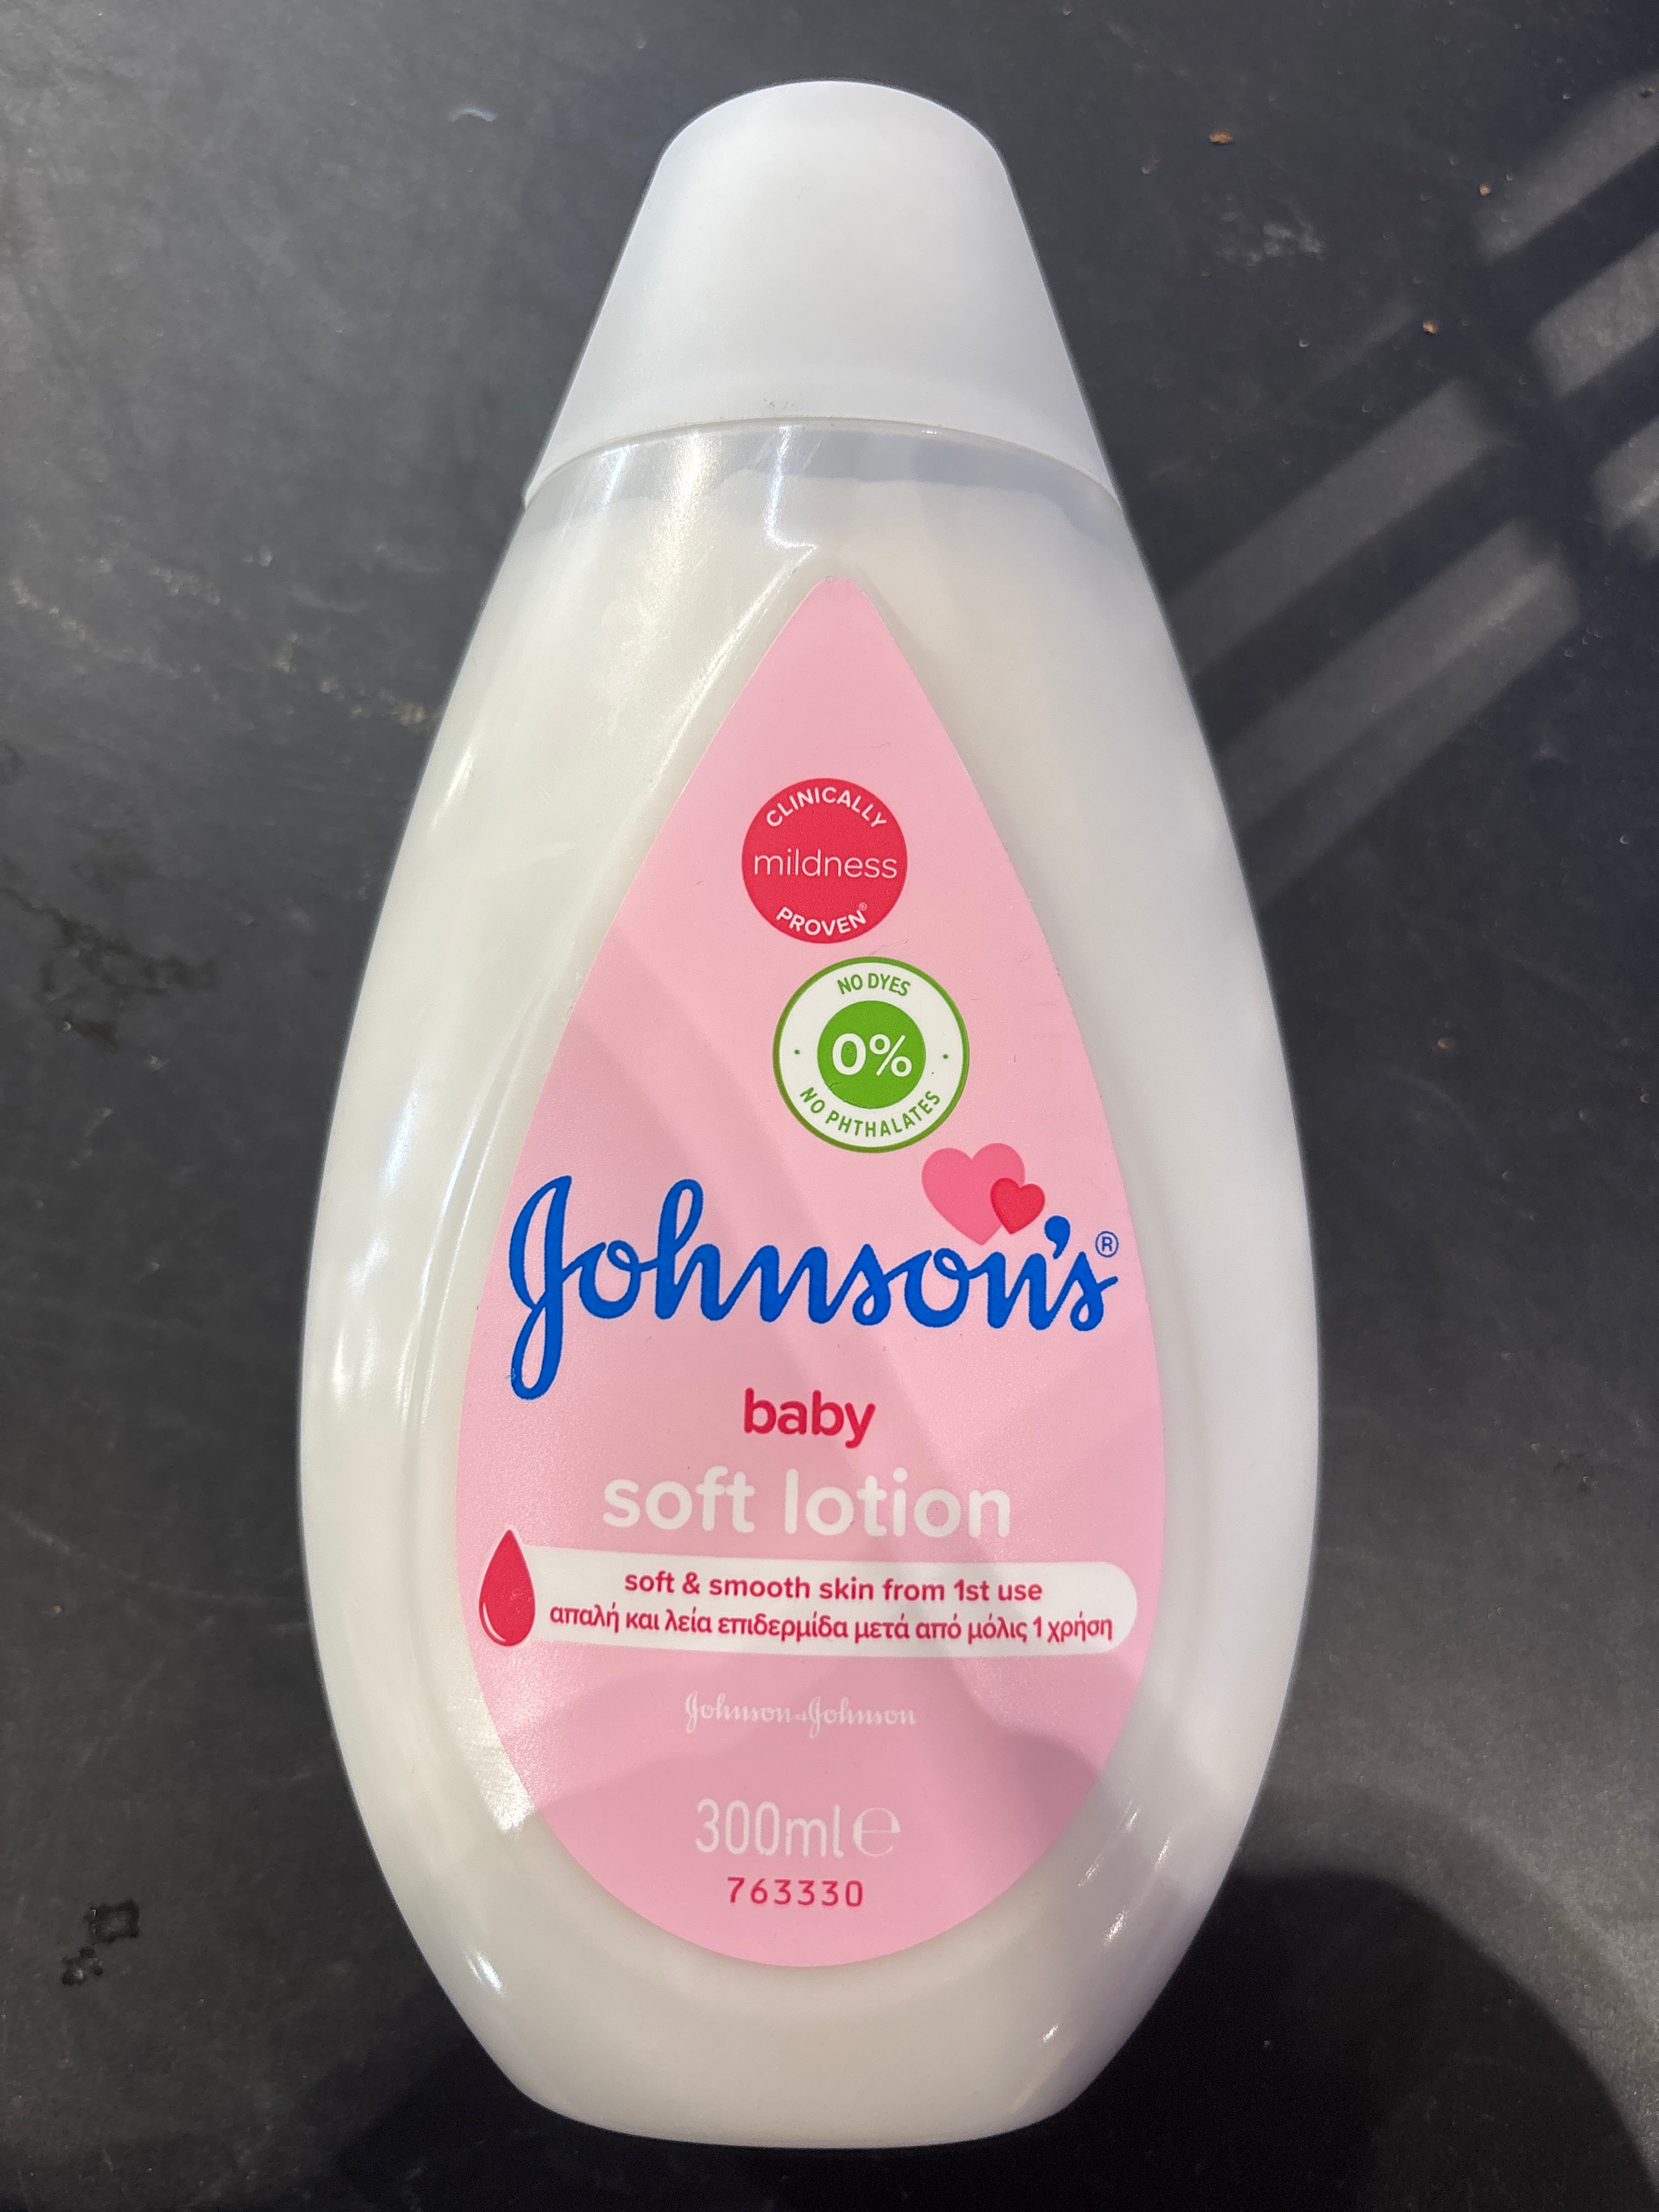 CLINICALLY
mildness
PROVEN®
NO DYES
0%
NO PHTHALATES
Johnson's®
baby
soft lotion
soft & smooth skin from 1st use
απαλή και λεία επιδερμίδα μετά από μόλις 1 χρήση
Johnson & Johnson
300ml e
763330